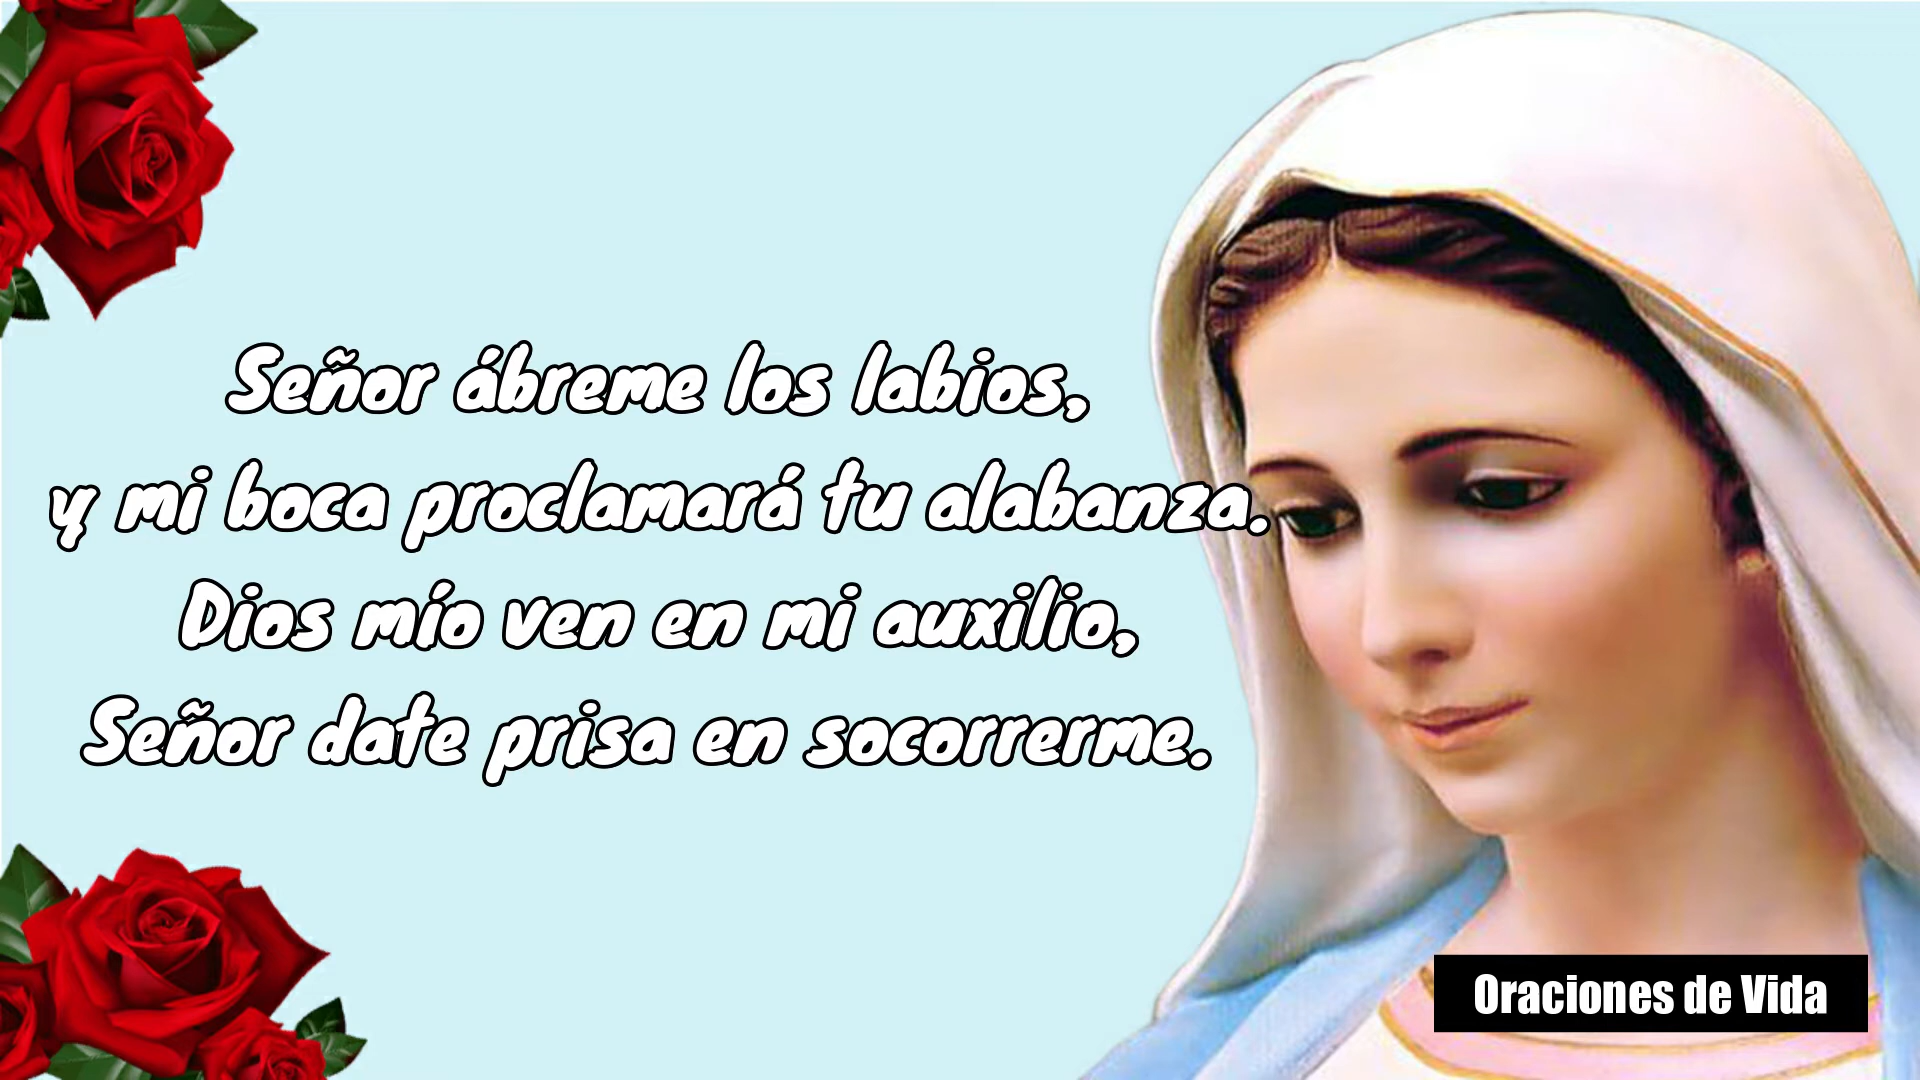 Señor ábreme los labios,
y mi boca proclamará tu alabanza.
Dios mío ven en mi auxilio,
Señor date prisa en socorrerme.
Oraciones de Vida